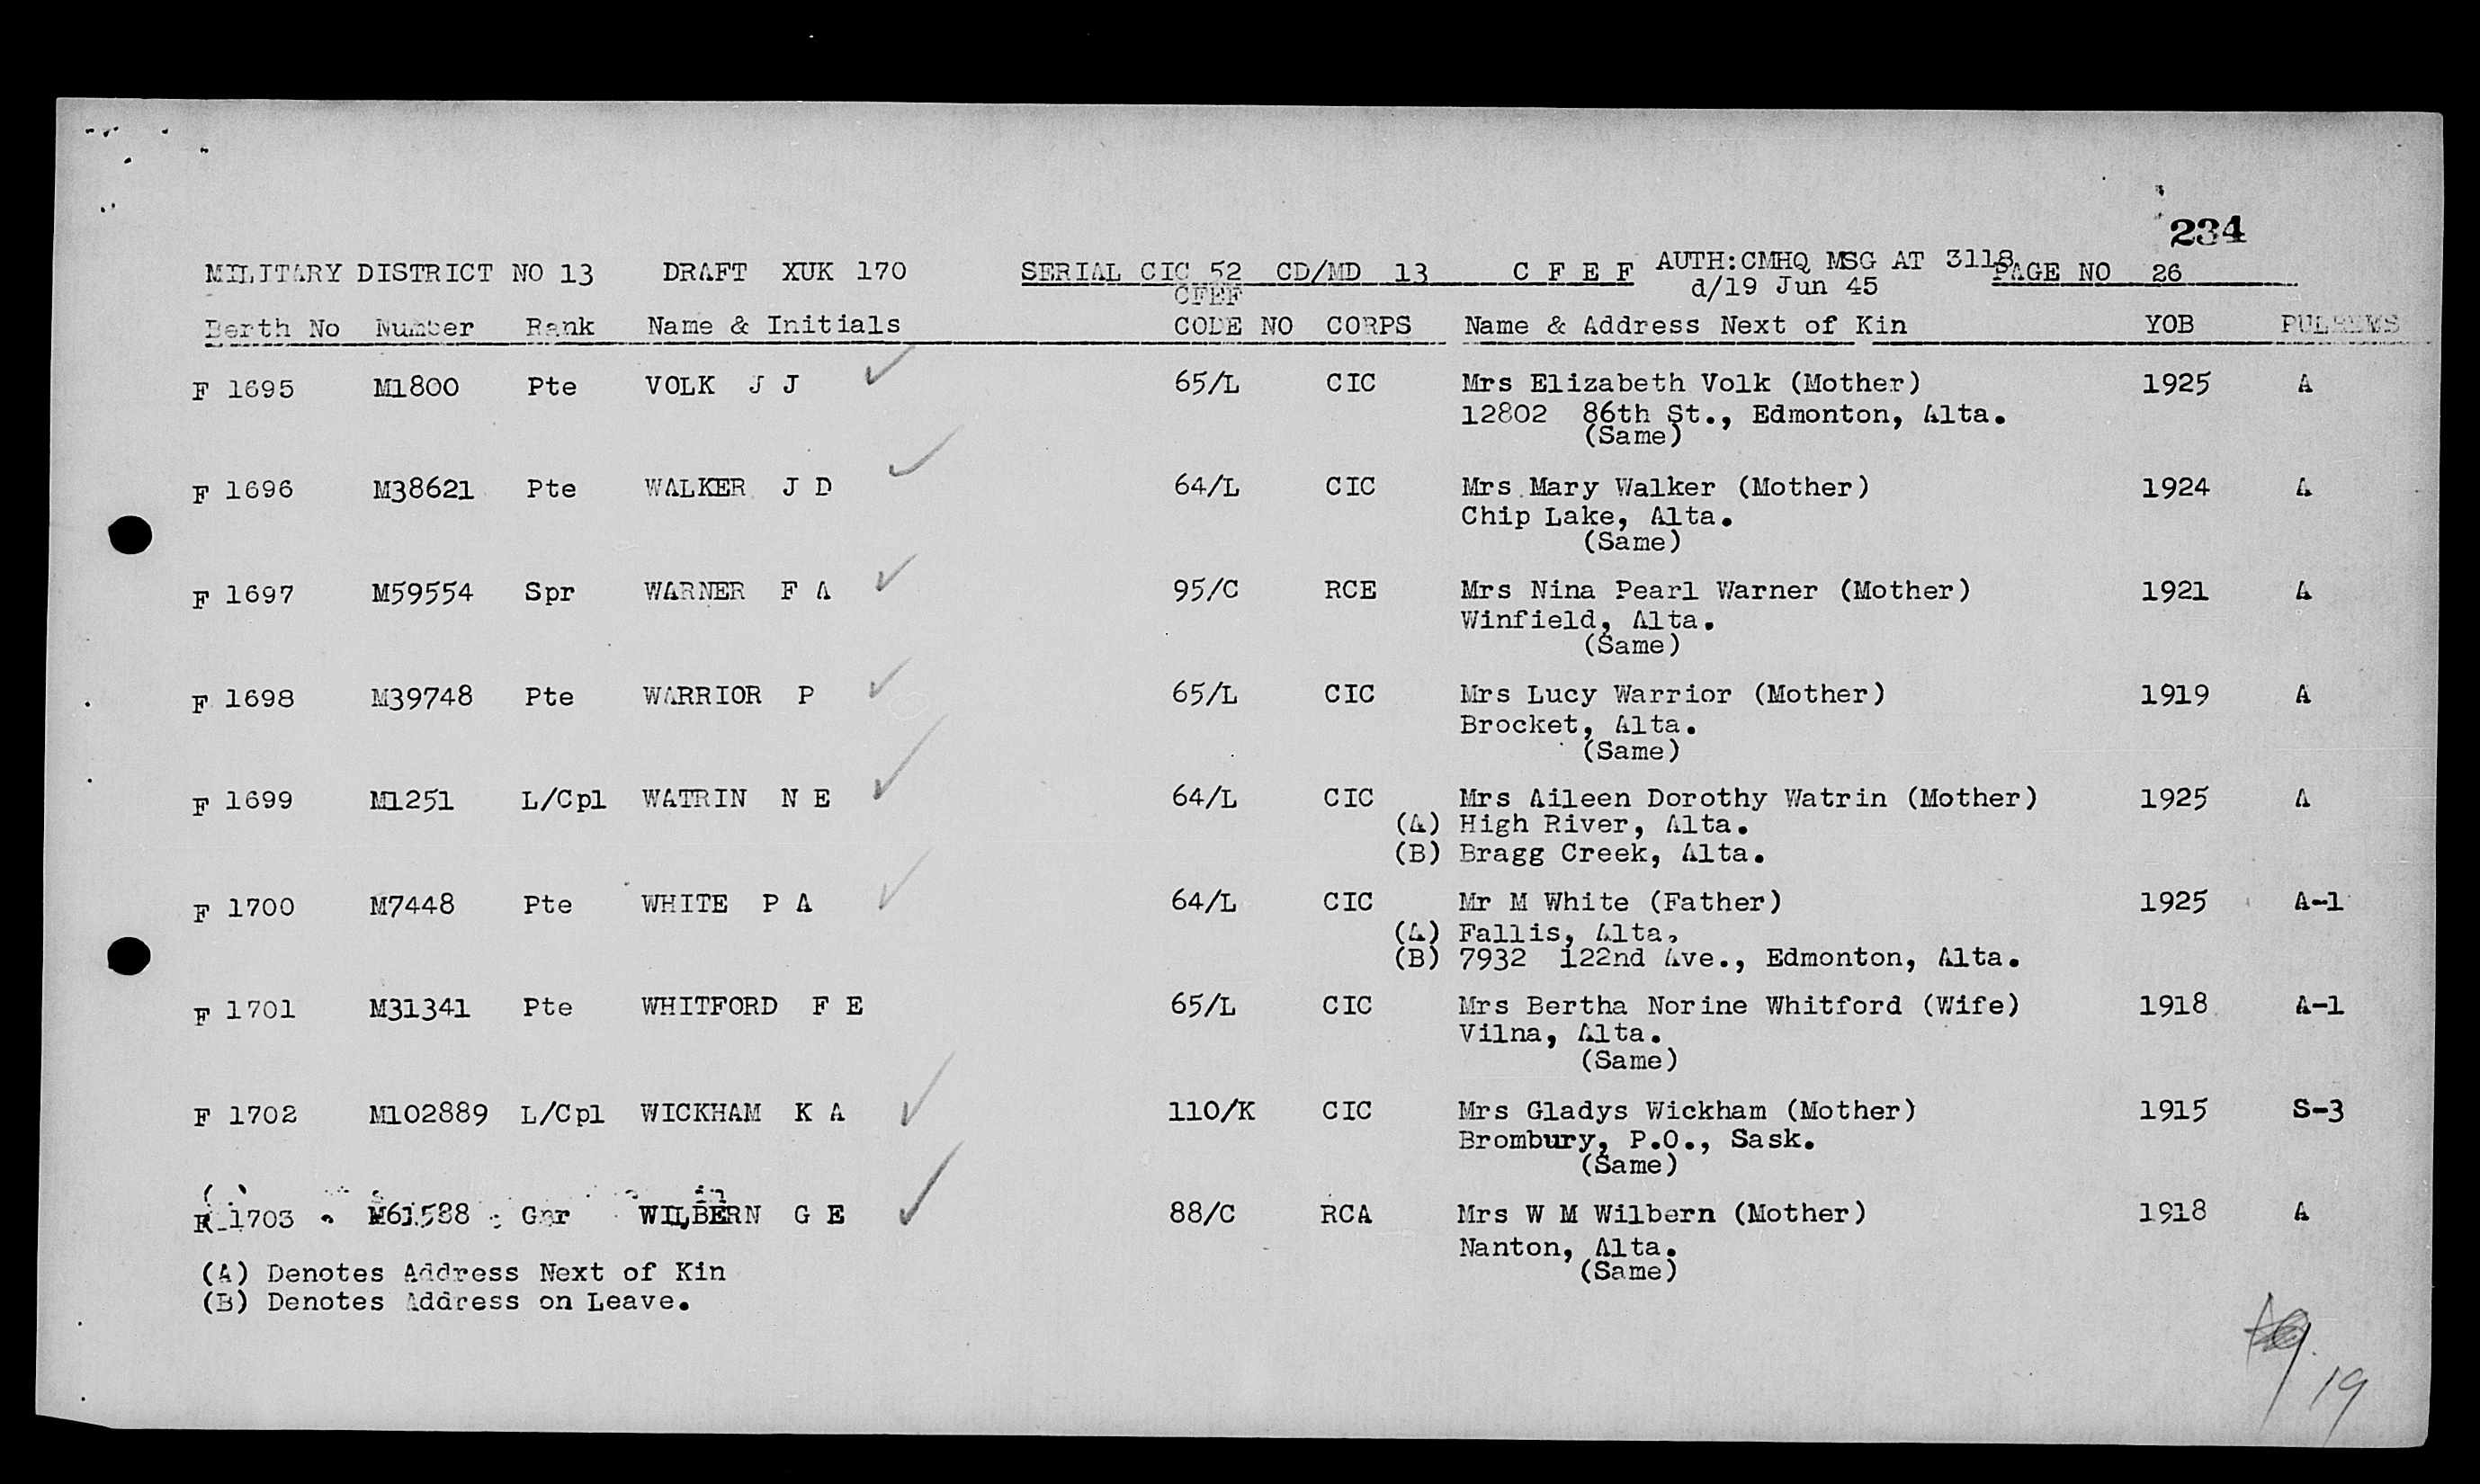 234
MILITARY DISTRICT NO 13 DRAFT XUK 170 SERIAL CIC 52 CD/MD 13 C F E F AUTH:CMHQ MSG AT 3118 PAGE NO 26
d/19 Jun 45
CFEF
Berth No Number Rank Name & Initials CODE NO CORPS Name & Address Next of Kin YOB PULHEMS
F 1695 M1800 Pte VOLK J J 65/L CIC Mrs Elizabeth Volk (Mother) 1925 A
12802 86th St., Edmonton, Alta.
(Same)
F 1696 M38621 Pte WALKER J D 64/L CIC Mrs Mary Walker (Mother) 1924 A
Chip Lake, Alta.
(Same)
F 1697 M59554 Spr WARNER F A 95/C RCE Mrs Nina Pearl Warner (Mother) 1921 A
Winfield, Alta.
(Same)
F 1698 M39748 Pte WARRIOR P 65/L CIC Mrs Lucy Warrior (Mother) 1919 A
Brocket, Alta.
(Same)
F 1699 M1251 L/Cpl WATRIN N E 64/L CIC Mrs Aileen Dorothy Watrin (Mother) 1925 A
(A) High River, Alta.
(B) Bragg Creek, Alta.
F 1700 M7448 Pte WHITE P A 64/L CIC Mr M White (Father) 1925 A-1
(A) Fallis, Alta,
(B) 7932 122nd Ave., Edmonton, Alta.
F 1701 M31341 Pte WHITFORD F E 65/L CIC Mrs Bertha Norine Whitford (Wife) 1918 A-1
Vilna, Alta.
(Same)
F 1702 M102889 L/Cpl WICKHAM K A 110/K CIC Mrs Gladys Wickham (Mother) 1915 S-3
Brombury, P.O., Sask.
(Same)
1703 M61588 Gnr WILBERN G E 88/C RCA Mrs W M Wilbern (Mother) 1918 A
Nanton, Alta.
(Same)
(A) Denotes Address Next of Kin
(B) Denotes Address on Leave.
19